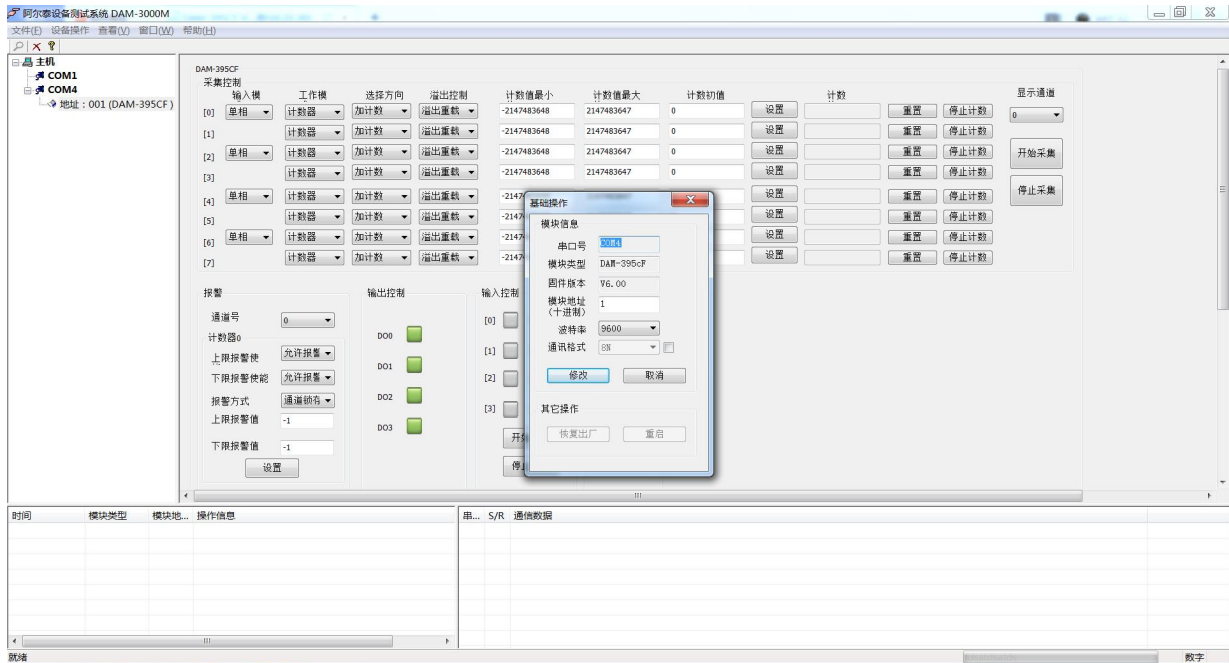 阿尔泰设备测试系统 DAM-3000M
文件(F) 设备操作 查看(V) 窗口(W) 帮助(H)
主机
COM1
COM4
地址：001 (DAM-395CF)
DAM-395CF
采集控制
输入模 工作模 选择方向 溢出控制 计数值最小 计数值最大 计数初值 计数 显示通道
[0] 单相 计数器 加计数 溢出重载 -2147483648 2147483647 0 设置 重置 停止计数 0
[1] 计数器 加计数 溢出重载 -2147483648 2147483647 0 设置 重置 停止计数
[2] 单相 计数器 加计数 溢出重载 -2147483648 2147483647 0 设置 重置 停止计数 开始采集
[3] 计数器 加计数 溢出重载 -2147483648 2147483647 0 设置 重置 停止计数
[4] 单相 计数器 加计数 溢出重载 -2147 设置 重置 停止计数 停止采集
[5] 计数器 加计数 溢出重载 -2147 设置 重置 停止计数
[6] 单相 计数器 加计数 溢出重载 -2147 设置 重置 停止计数
[7] 计数器 加计数 溢出重载 -2147 设置 重置 停止计数
报警
通道号 0
计数器0
上限报警使 允许报警
下限报警使能 允许报警
报警方式 通道锁存
上限报警值 -1
下限报警值 -1
设置
输出控制
DO0
DO1
DO2
DO3
输入控制
[0]
[1]
[2]
[3]
基础操作
模块信息
串口号 COM4
模块类型 DAM-395cF
固件版本 V6.00
模块地址 1
(十进制)
波特率 9600
通讯格式 8N
修改 取消
其它操作
恢复出厂 重启
时间 模块类型 模块地... 操作信息
串... S/R 通信数据
就绪 数字